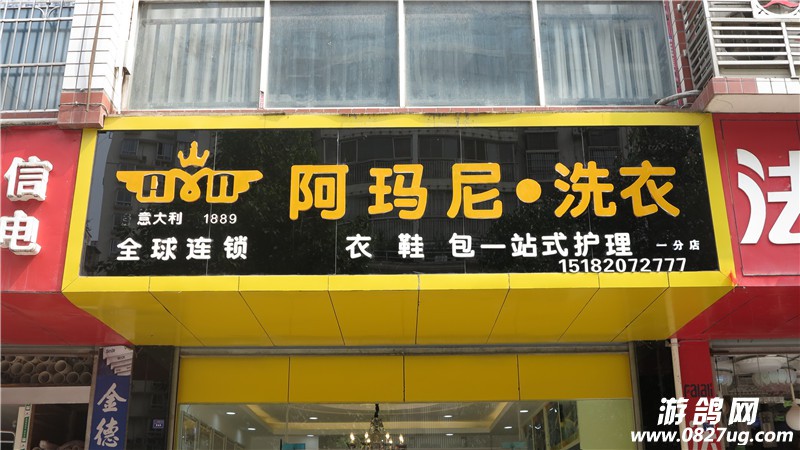 阿玛尼·洗衣
意大利 1889
全球连锁 衣鞋包一站式护理 一分店
15182072777
信
电
法
金德
游鸽网
www.0827ug.com